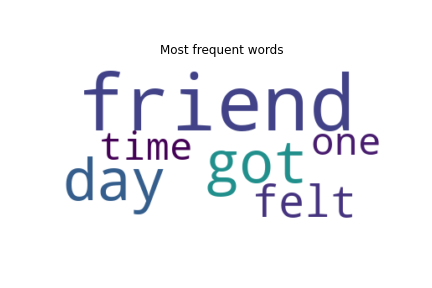 Most frequent words
friend
time one
got
day
felt